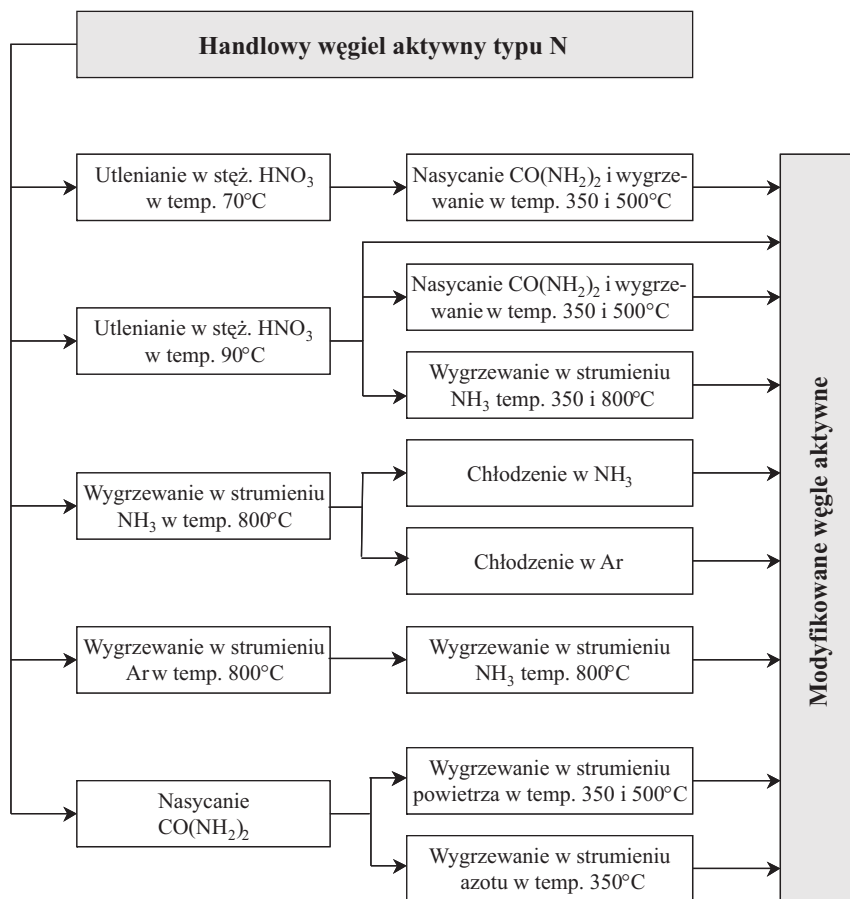 Handlowy węgiel aktywny typu N
Utlenianie w stęż. HNO₃
w temp. 70°C
Nasycanie CO(NH₂)₂ i wygrze-
wanie w temp. 350 i 500°C
Utlenianie w stęż. HNO₃
w temp. 90°C
Nasycanie CO(NH₂)₂ i wygrze-
wanie w temp. 350 i 500°C
Wygrzewanie w strumieniu
NH₃ temp. 350 i 800°C
Wygrzewanie w strumieniu
NH₃ w temp. 800°C
Chłodzenie w NH₃
Chłodzenie w Ar
Wygrzewanie w strumieniu
Ar w temp. 800°C
Wygrzewanie w strumieniu
NH₃ temp. 800°C
Nasycanie
CO(NH₂)₂
Wygrzewanie w strumieniu
powietrza w temp. 350 i 500°C
Wygrzewanie w strumieniu
azotu w temp. 350°C
Modyfikowane węgle aktywne